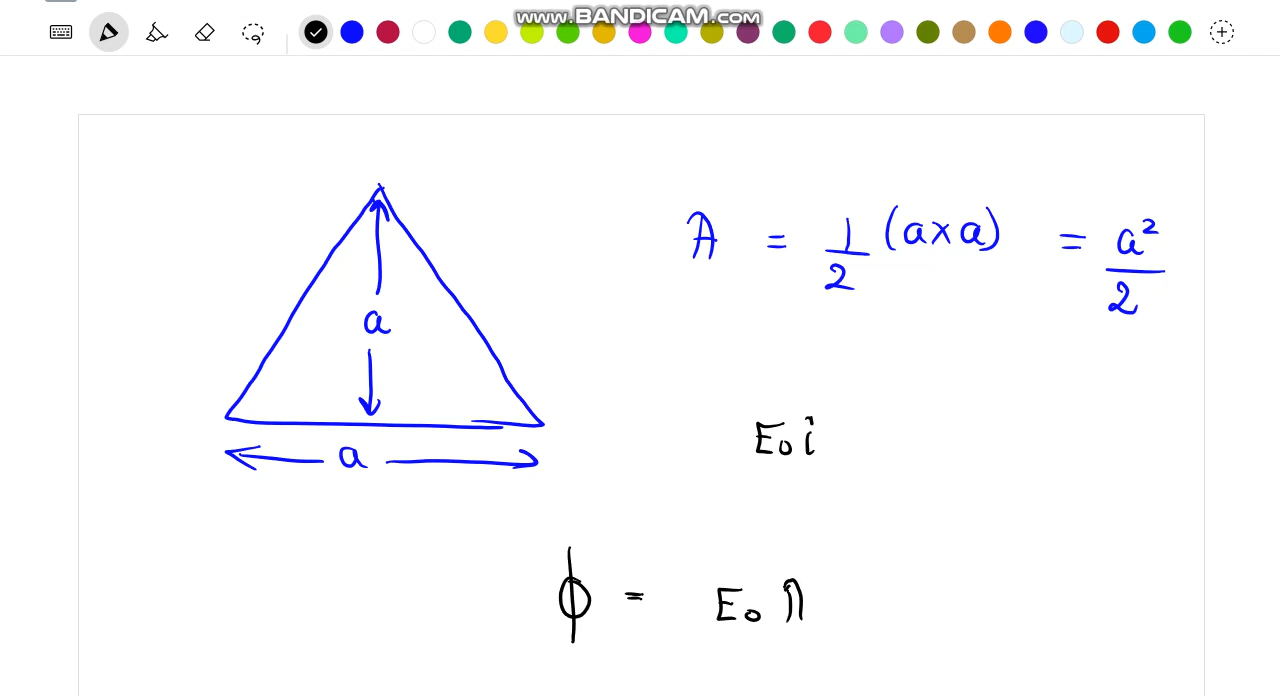 www.BANDICAM.com
A = 1/2 (a×a) = a²/2
a
a
E₀ î
ϕ = E₀